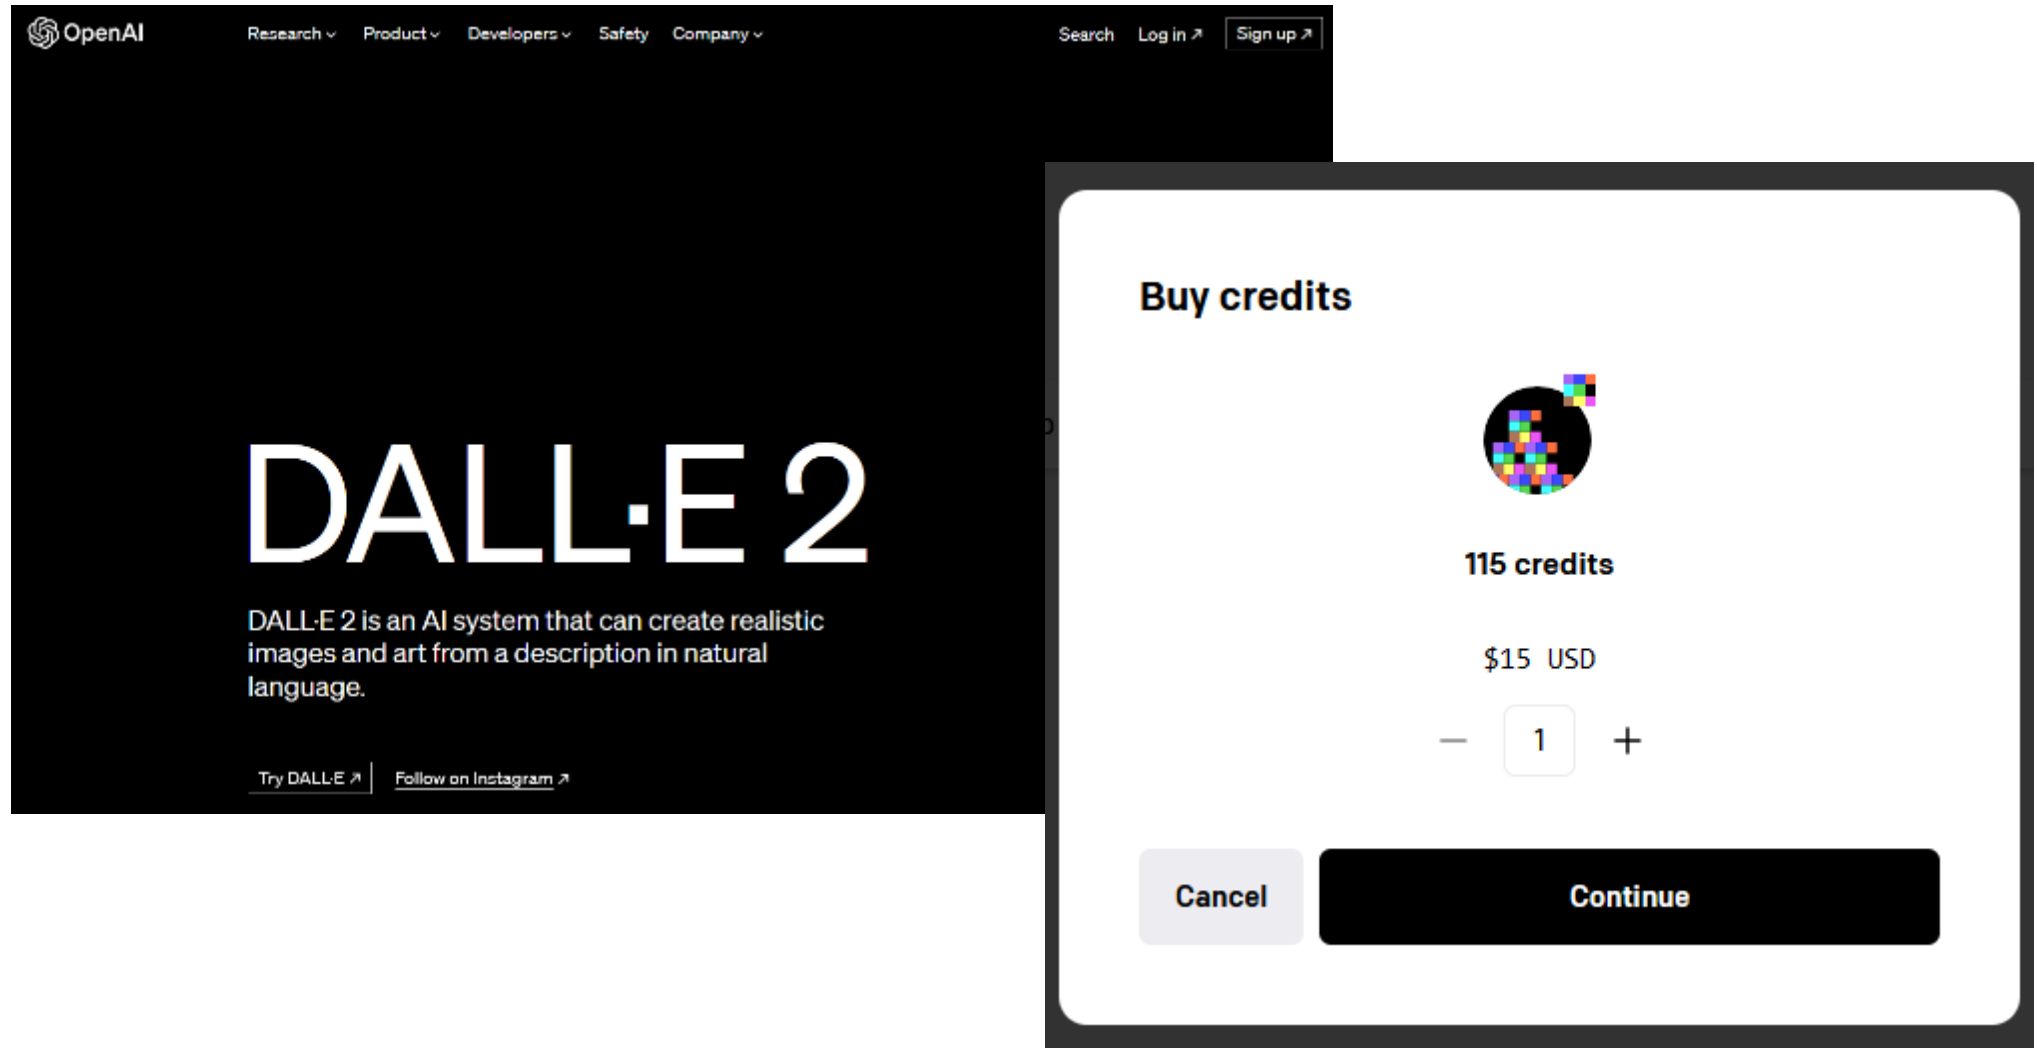 OpenAI
Research Product Developers Safety Company Search Log in Sign up
DALL·E 2
DALL·E 2 is an AI system that can create realistic
images and art from a description in natural
language.
Try DALL·E Follow on Instagram
Buy credits
115 credits
$15 USD
1
Cancel Continue